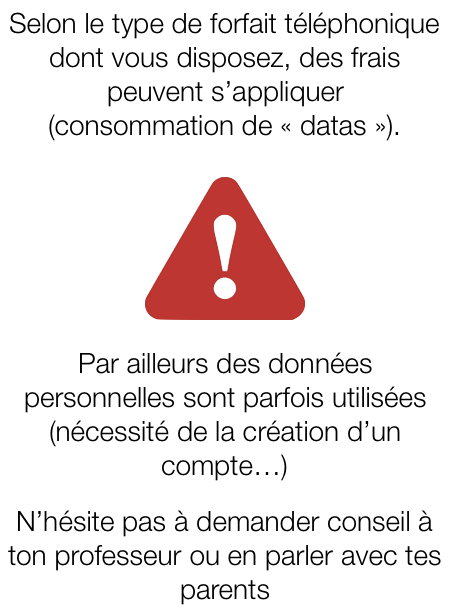 Selon le type de forfait téléphonique
dont vous disposez, des frais
peuvent s’appliquer
(consommation de « datas »).
Par ailleurs des données
personnelles sont parfois utilisées
(nécessité de la création d’un
compte…)
N’hésite pas à demander conseil à
ton professeur ou en parler avec tes
parents